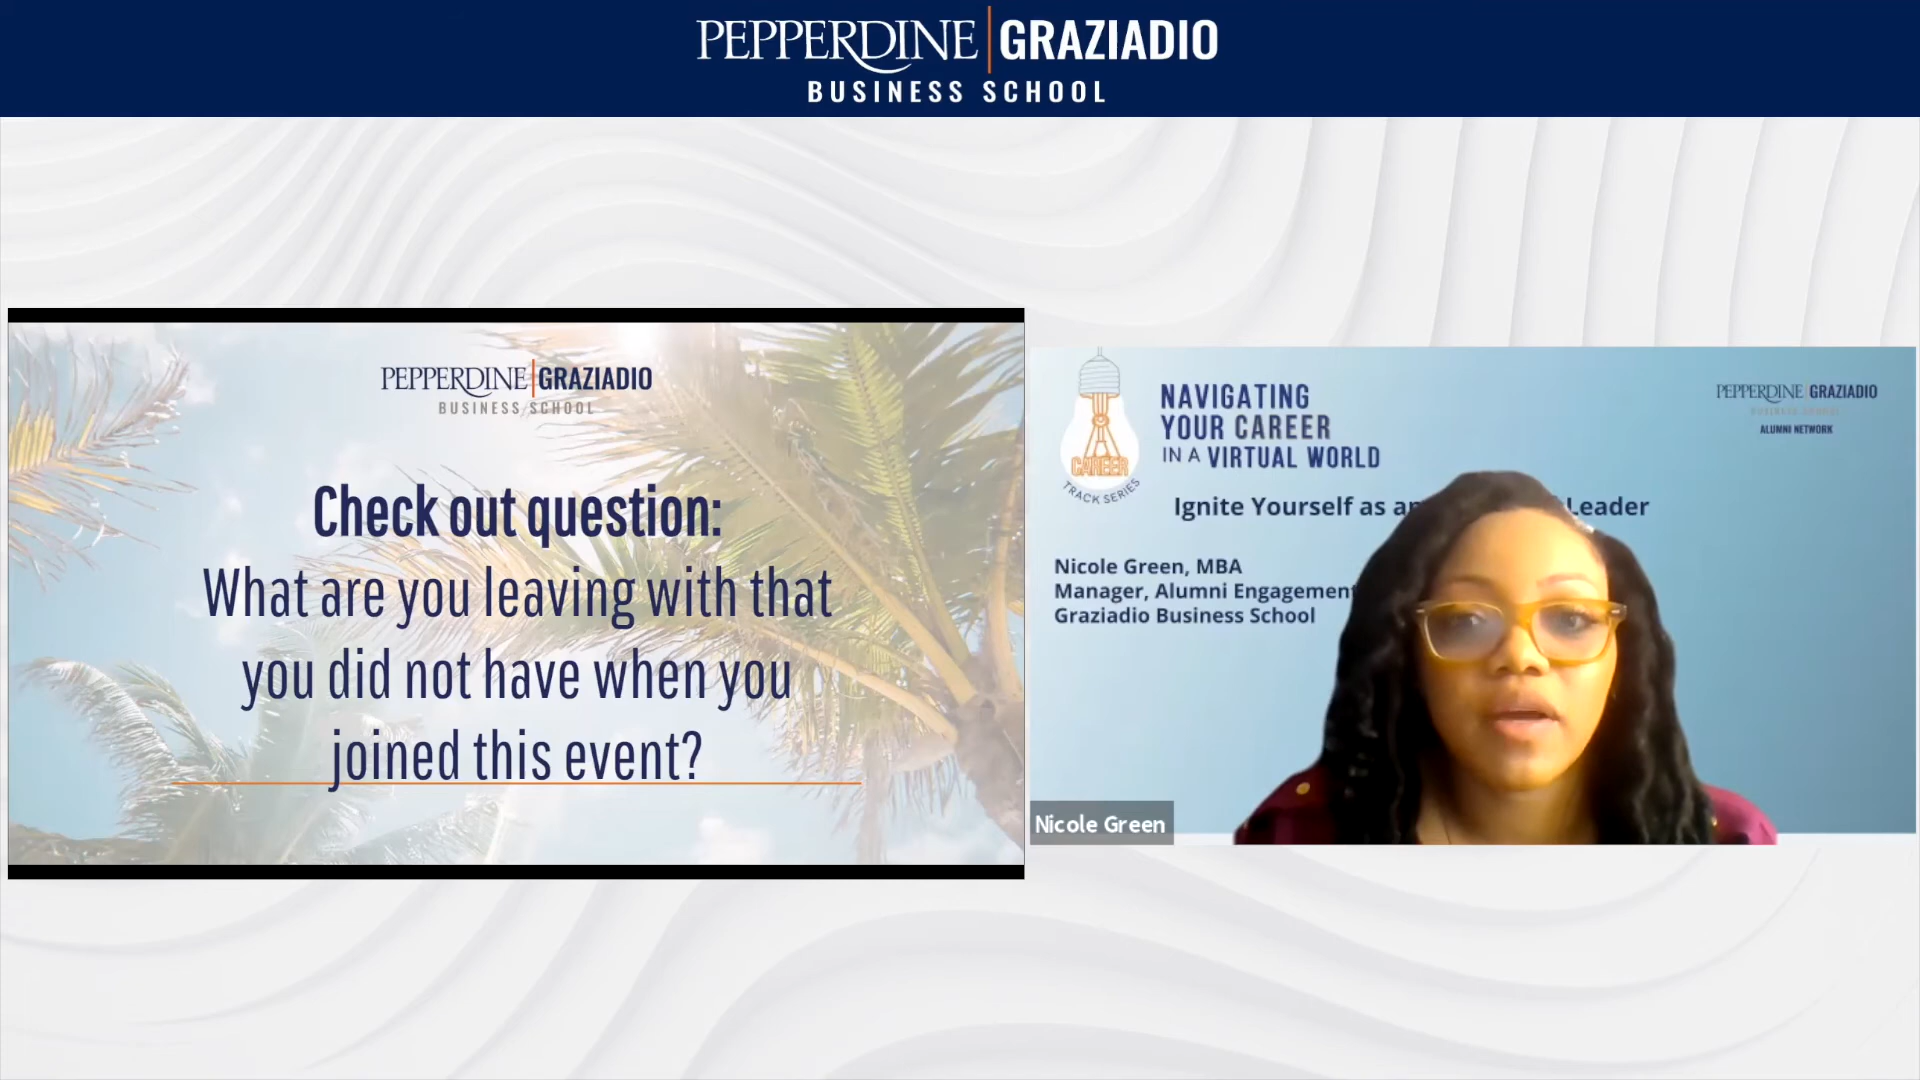 PEPPERDINE GRAZIADIO
BUSINESS SCHOOL
PEPPERDINE GRAZIADIO
BUSINESS SCHOOL
Check out question:
What are you leaving with that
you did not have when you
joined this event?
CAREER
TRACK SERIES
NAVIGATING
YOUR CAREER
IN A VIRTUAL WORLD
PEPPERDINE GRAZIADIO
BUSINESS SCHOOL
ALUMNI NETWORK
Ignite Yourself as Leader
Nicole Green, MBA
Manager, Alumni Engagement
Graziadio Business School
Nicole Green